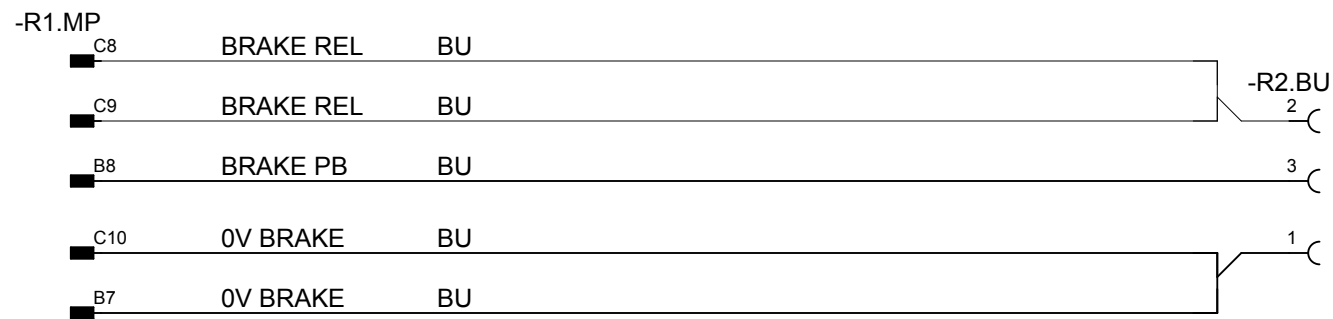 -R1.MP
C8 BRAKE REL BU
-R2.BU
C9 BRAKE REL BU 2
B8 BRAKE PB BU 3
C10 0V BRAKE BU 1
B7 0V BRAKE BU